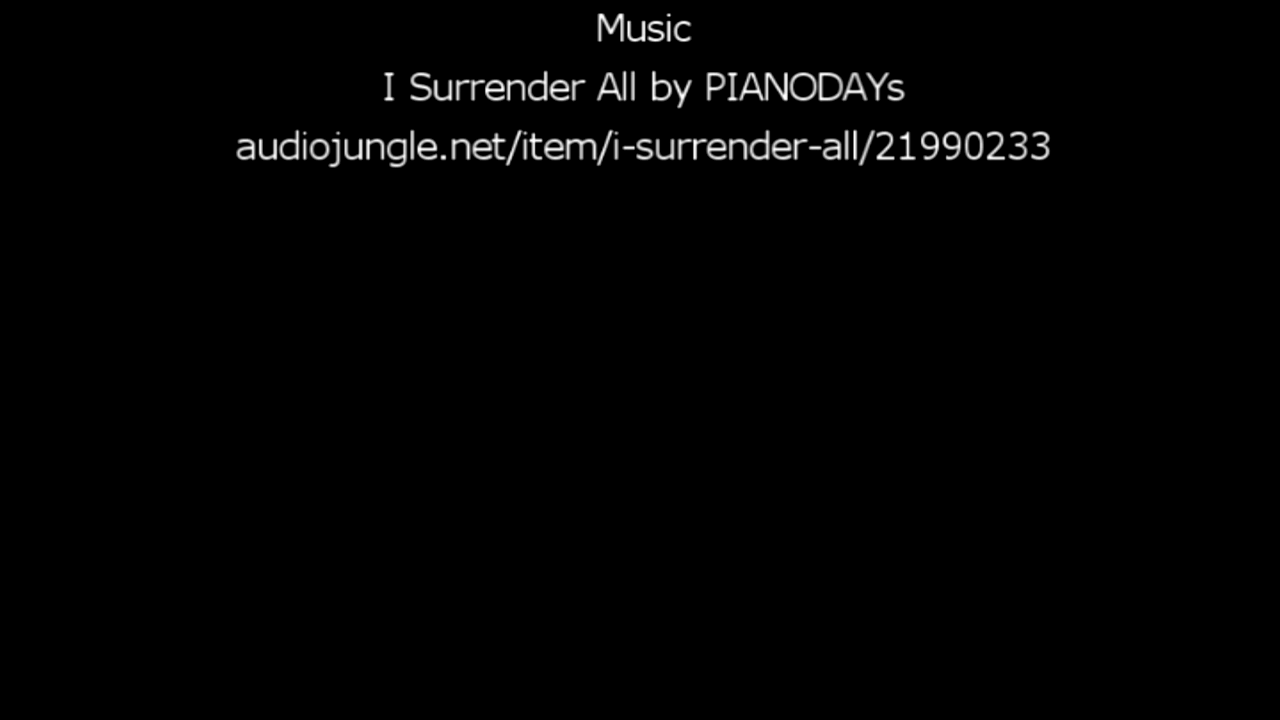 Music
I Surrender All by PIANODAYs
audiojungle.net/item/i-surrender-all/21990233